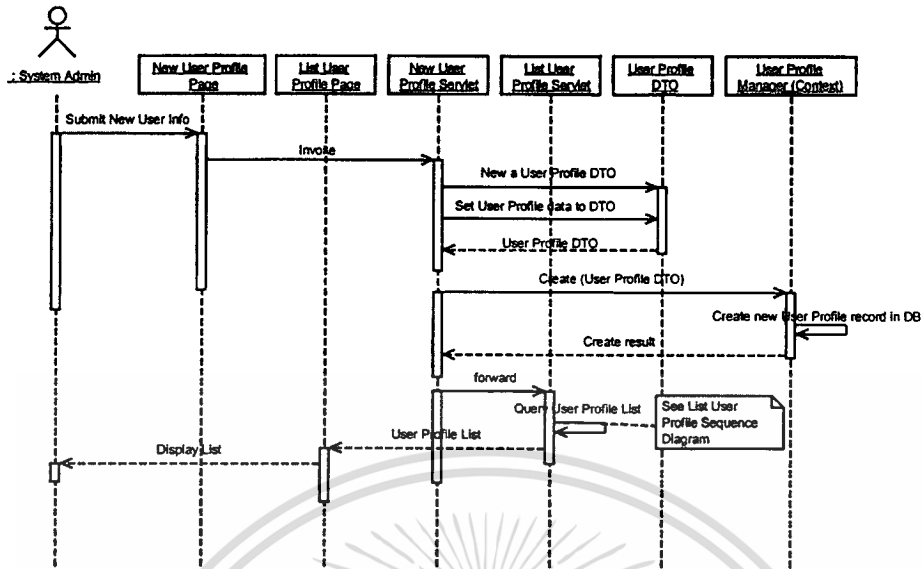 : System Admin
New User Profile
Page
List User
Profile Page
New User
Profile Servlet
List User
Profile Servlet
User Profile
DTO
User Profile
Manager (Context)
Submit New User Info
Invoke
New a User Profile DTO
Set User Profile data to DTO
User Profile DTO
Create (User Profile DTO)
Create new User Profile record in DB
Create result
forward
Query User Profile List
See List User
Profile Sequence
Diagram
User Profile List
Display List